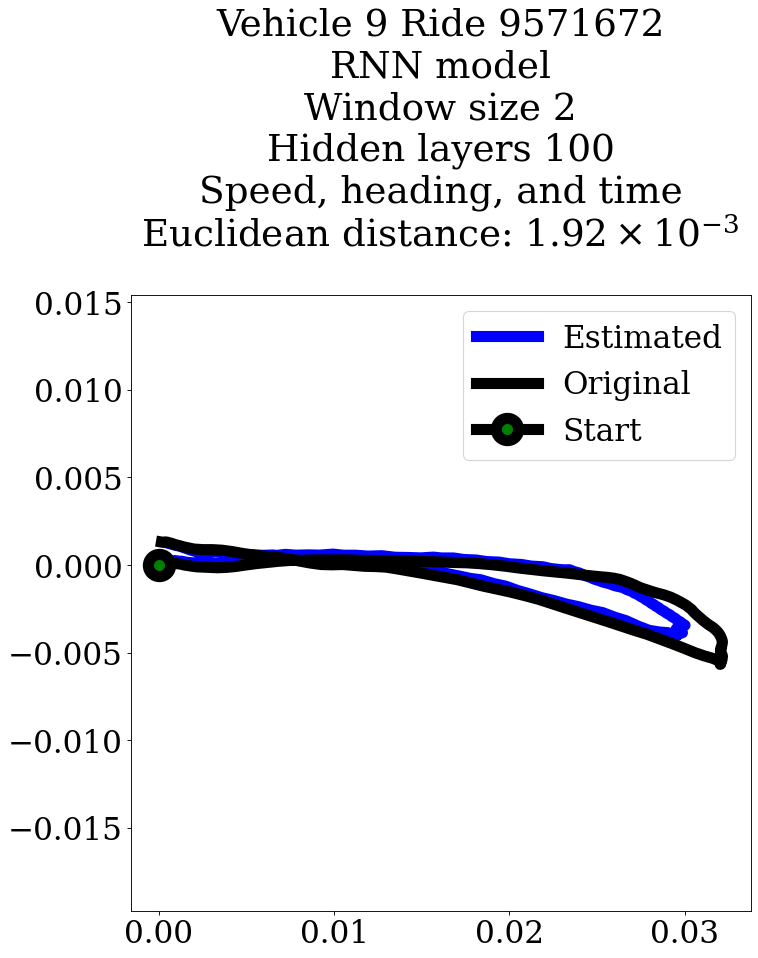 Vehicle 9 Ride 9571672
RNN model
Window size 2
Hidden layers 100
Speed, heading, and time
Euclidean distance: 1.92 × 10⁻³
Estimated
Original
Start
0.015
0.010
0.005
0.000
−0.005
−0.010
−0.015
0.00 0.01 0.02 0.03